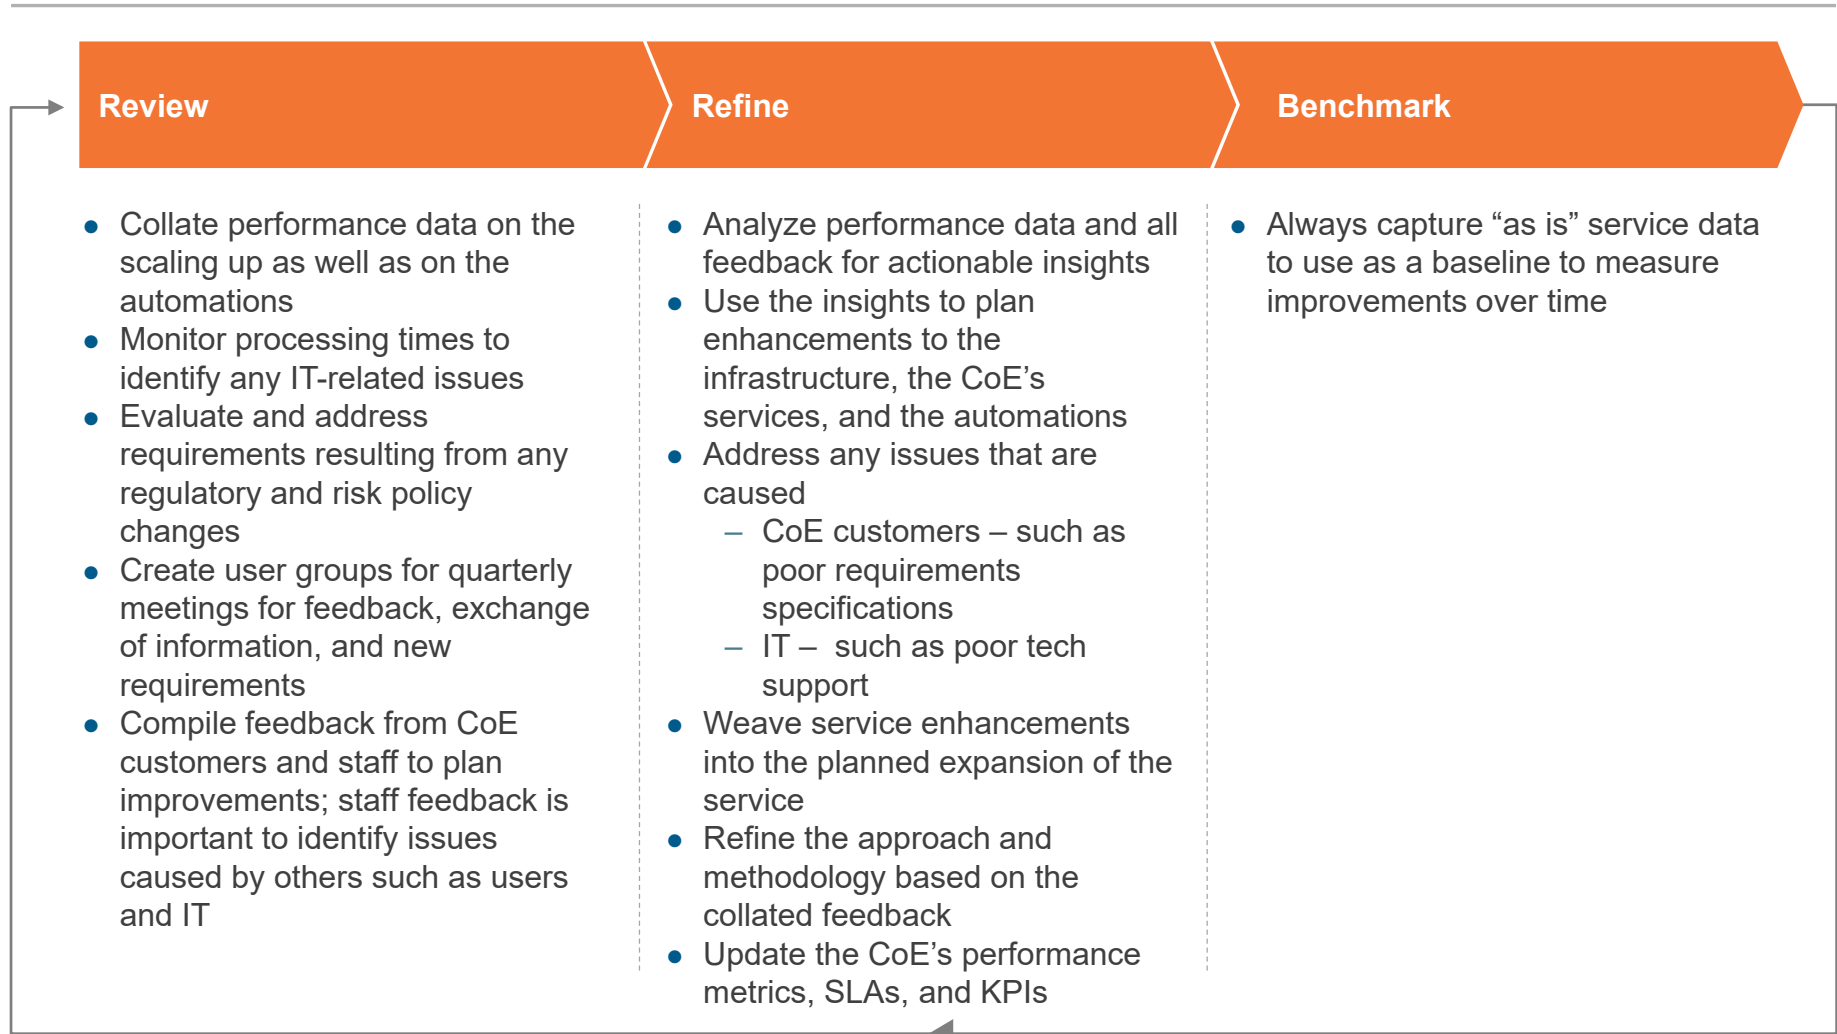 Review
Refine
Benchmark
● Collate performance data on the
scaling up as well as on the
automations
● Monitor processing times to
identify any IT-related issues
● Evaluate and address
requirements resulting from any
regulatory and risk policy
changes
● Create user groups for quarterly
meetings for feedback, exchange
of information, and new
requirements
● Compile feedback from CoE
customers and staff to plan
improvements; staff feedback is
important to identify issues
caused by others such as users
and IT
● Analyze performance data and all
feedback for actionable insights
● Use the insights to plan
enhancements to the
infrastructure, the CoE’s
services, and the automations
● Address any issues that are
caused
– CoE customers – such as
poor requirements
specifications
– IT –  such as poor tech
support
● Weave service enhancements
into the planned expansion of the
service
● Refine the approach and
methodology based on the
collated feedback
● Update the CoE’s performance
metrics, SLAs, and KPIs
● Always capture “as is” service data
to use as a baseline to measure
improvements over time